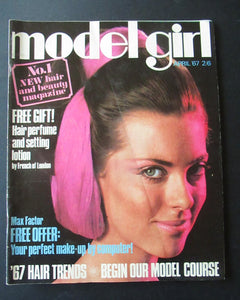 model girl
APRIL '67 2/6
No.1
NEW hair
and beauty
magazine
FREE GIFT!
Hair perfume
and setting
lotion
by French of London
Max Factor
FREE OFFER:
Your perfect make-up by computer!
'67 HAIR TRENDS BEGIN OUR MODEL COURSE